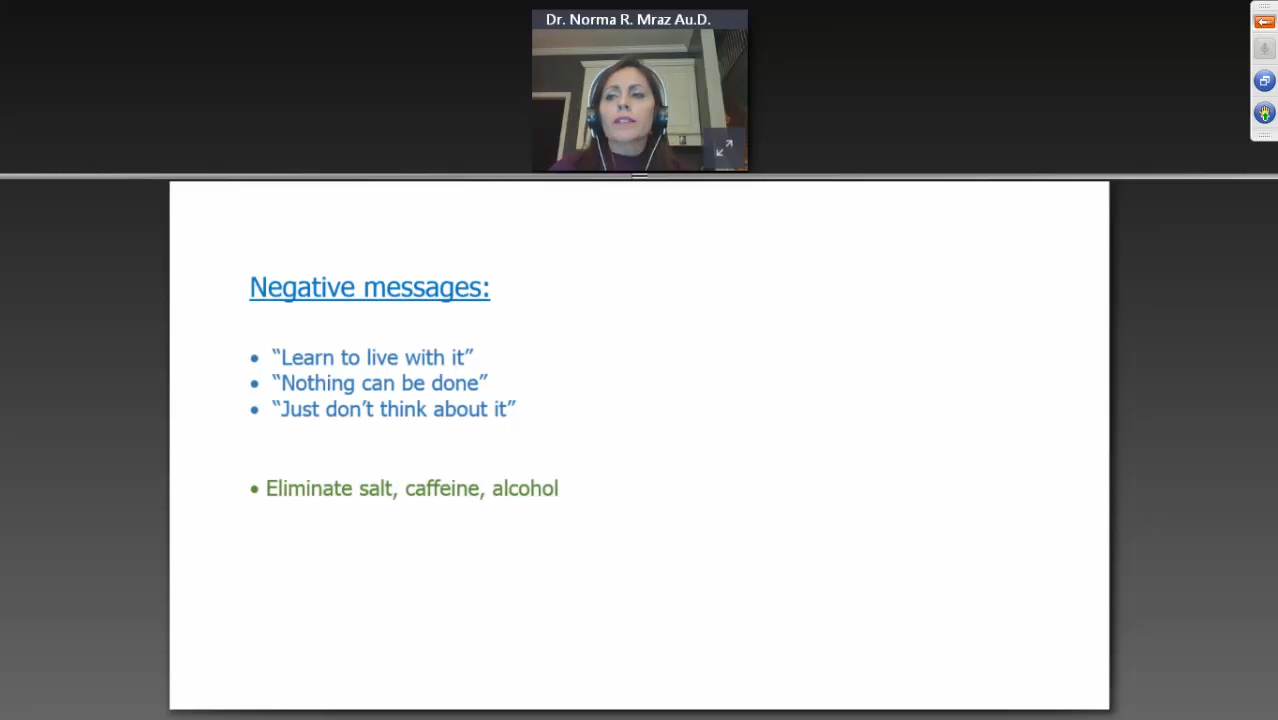 Dr. Norma R. Mraz Au.D.
Negative messages:
• “Learn to live with it”
• “Nothing can be done”
• “Just don’t think about it”
• Eliminate salt, caffeine, alcohol